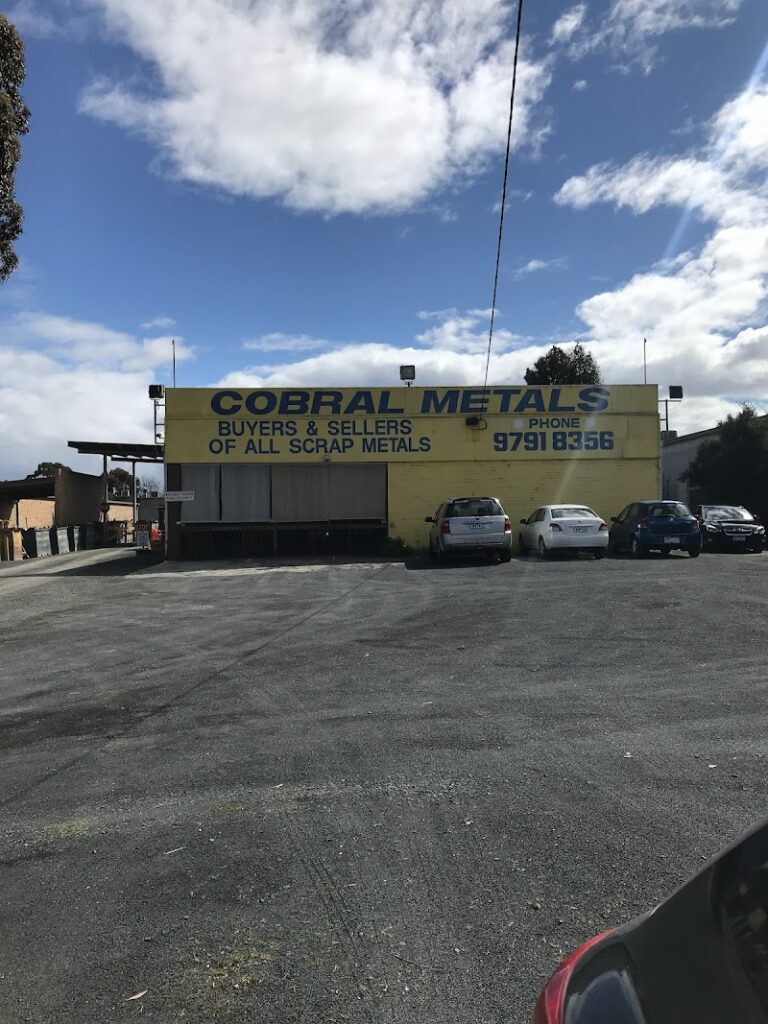 COBRAL METALS
BUYERS & SELLERS
OF ALL SCRAP METALS
PHONE
9791 8356